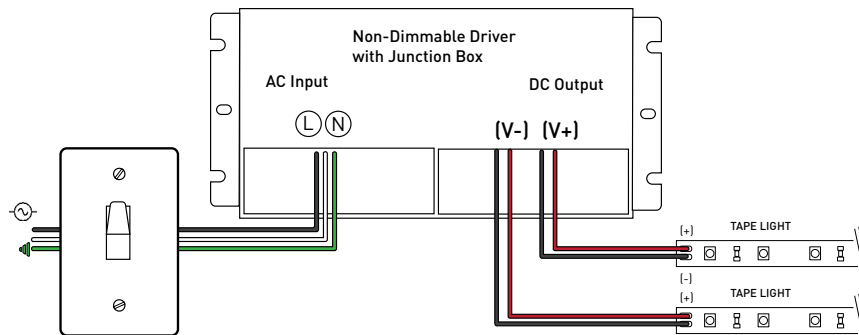 Non-Dimmable Driver
with Junction Box
AC Input
DC Output
L N
(V-) (V+)
(+)
TAPE LIGHT
(-)
(+)
TAPE LIGHT
(-)